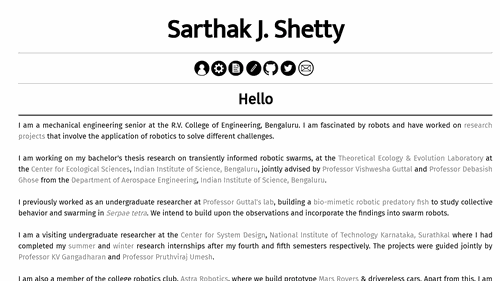 Sarthak J. Shetty
Hello
I am a mechanical engineering senior at the R.V. College of Engineering, Bengaluru. I am fascinated by robots and have worked on research
projects that involve the application of robotics to solve different challenges.
I am working on my bachelor's thesis research on transiently informed robotic swarms, at the Theoretical Ecology & Evolution Laboratory at
the Center for Ecological Sciences, Indian Institute of Science, Bengaluru, jointly advised by Professor Vishwesha Guttal and Professor Debasish
Ghose from the Department of Aerospace Engineering, Indian Institute of Science, Bengaluru.
I previously worked as an undergraduate researcher at Professor Guttal's lab, building a bio-mimetic robotic predatory fish to study collective
behavior and swarming in Serpae tetra. We intend to build upon the observations and incorporate the findings into swarm robots.
I am a visiting undergraduate researcher at the Center for System Design, National Institute of Technology Karnataka, Surathkal where I had
completed my summer and winter research internships after my fourth and fifth semesters respectively. The projects were guided jointly by
Professor KV Gangadharan and Professor Pruthviraj Umesh.
I am also a member of the college robotics club, Astra Robotics, where we build prototype Mars Rovers & driverless cars. Apart from this, I am